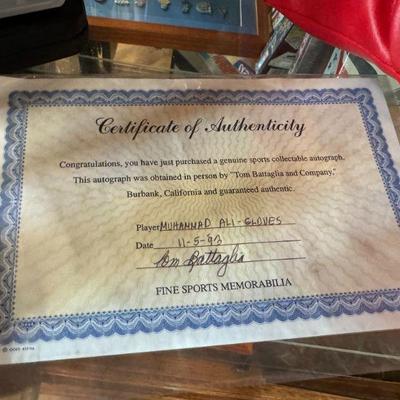 Certificate of Authenticity
Congratulations, you have just purchased a genuine sports collectable autograph.
This autograph was obtained in person by "Tom Battaglia and Company,"
Burbank, California and guaranteed authentic.
Player MUHAMMAD ALI-GLOVES
Date 11-5-93
Tom Battaglia
FINE SPORTS MEMORABILIA